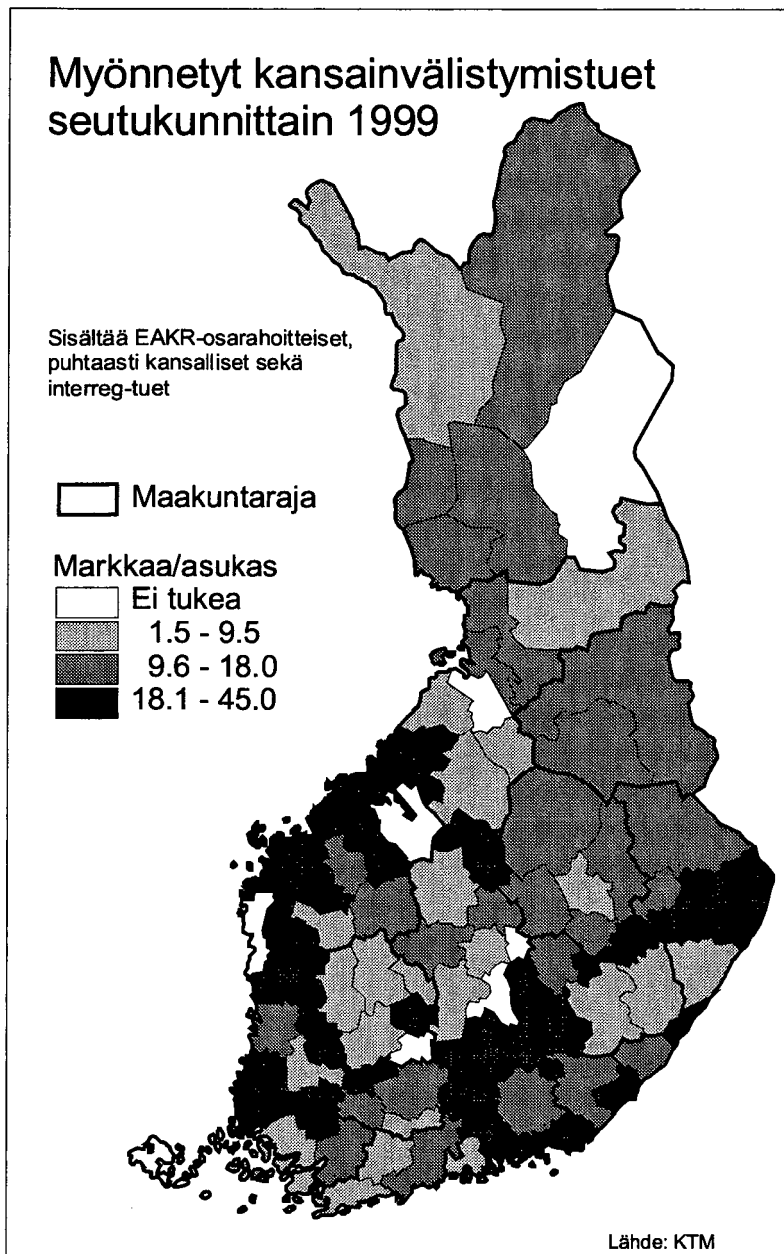 Myönnetyt kansainvälistymistuet
seutukunnittain 1999
Sisältää EAKR-osarahoitteiset,
puhtaasti kansalliset sekä
interreg-tuet
Maakuntaraja
Markkaa/asukas
Ei tukea
1.5 - 9.5
9.6 - 18.0
18.1 - 45.0
Lähde: KTM